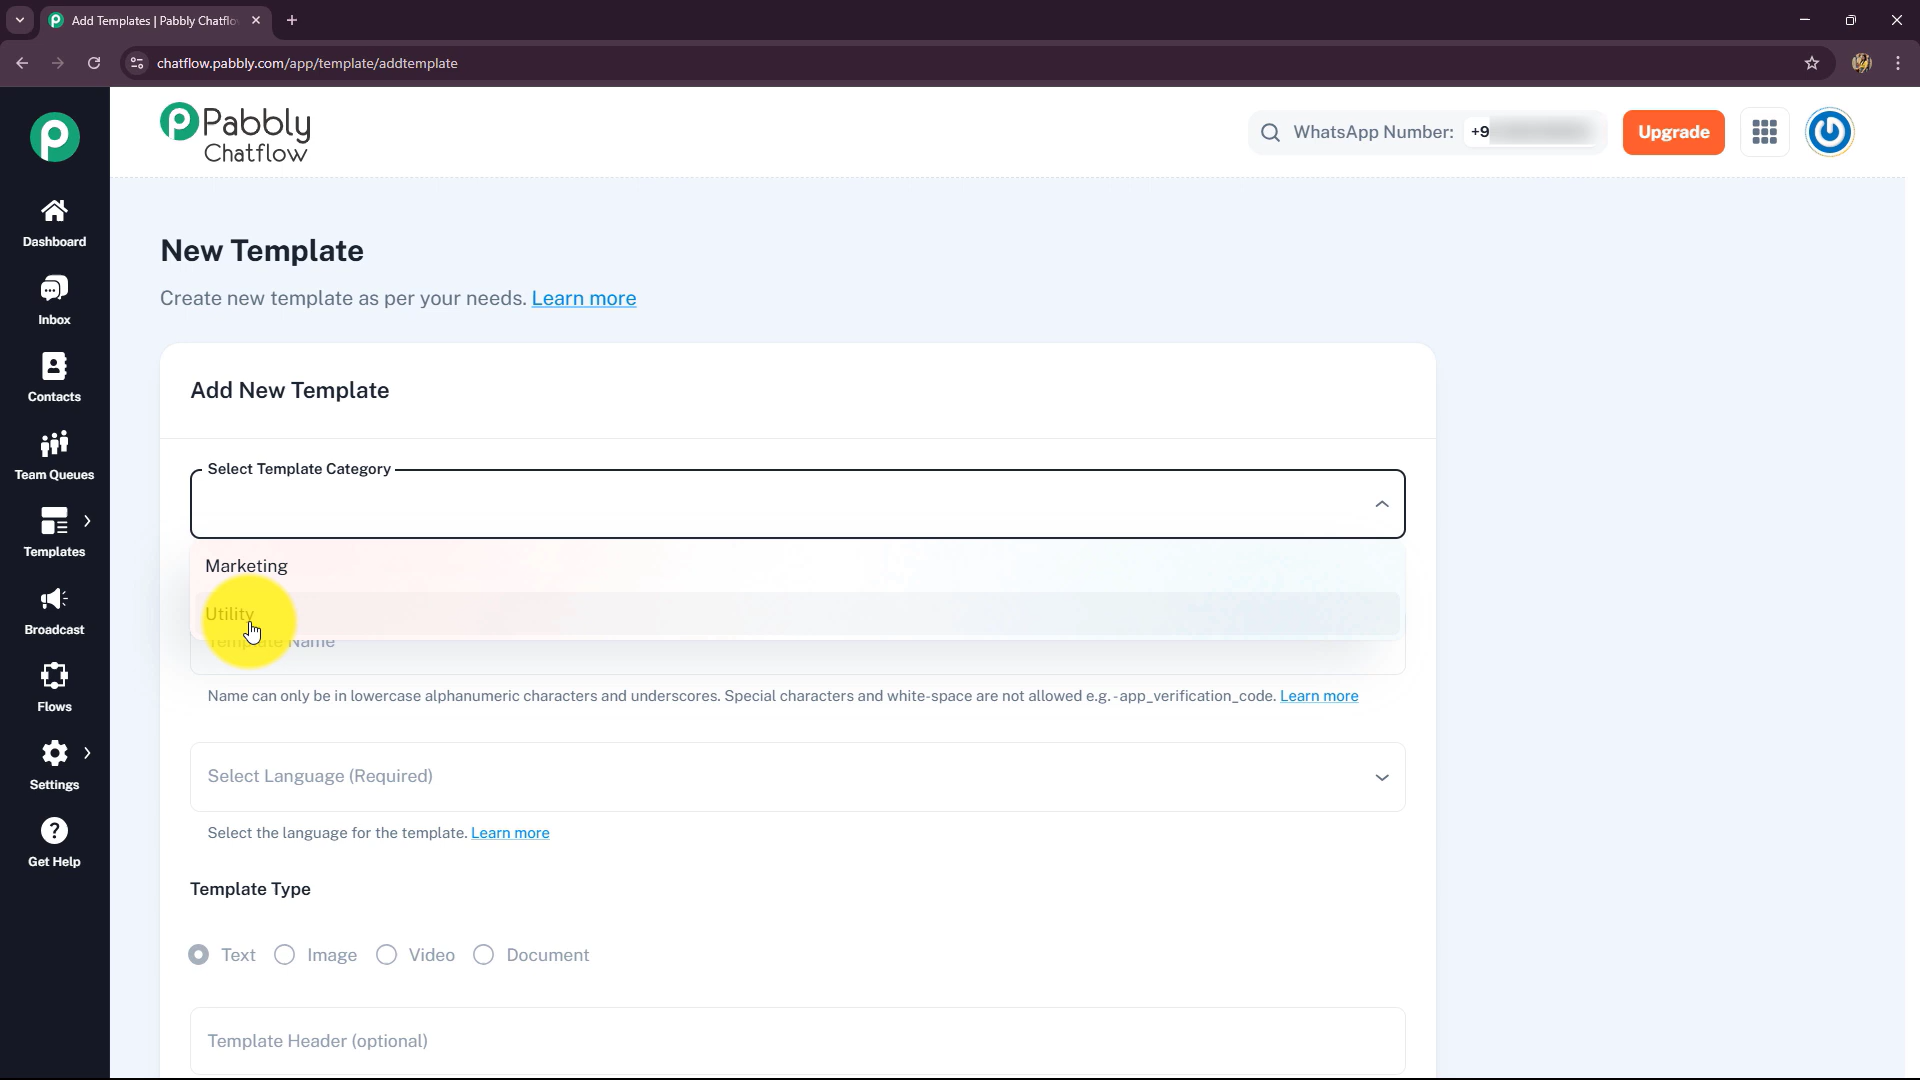 Add Templates | Pabbly Chatflo
chatflow.pabbly.com/app/template/addtemplate
Pabbly
Chatflow
WhatsApp Number: +9
Upgrade
Dashboard
Inbox
Contacts
Team Queues
Templates
Broadcast
Flows
Settings
Get Help
New Template
Create new template as per your needs. Learn more
Add New Template
Select Template Category
Marketing
Utility
Template Name
Name can only be in lowercase alphanumeric characters and underscores. Special characters and white-space are not allowed e.g. - app_verification_code. Learn more
Select Language (Required)
Select the language for the template. Learn more
Template Type
Text Image Video Document
Template Header (optional)